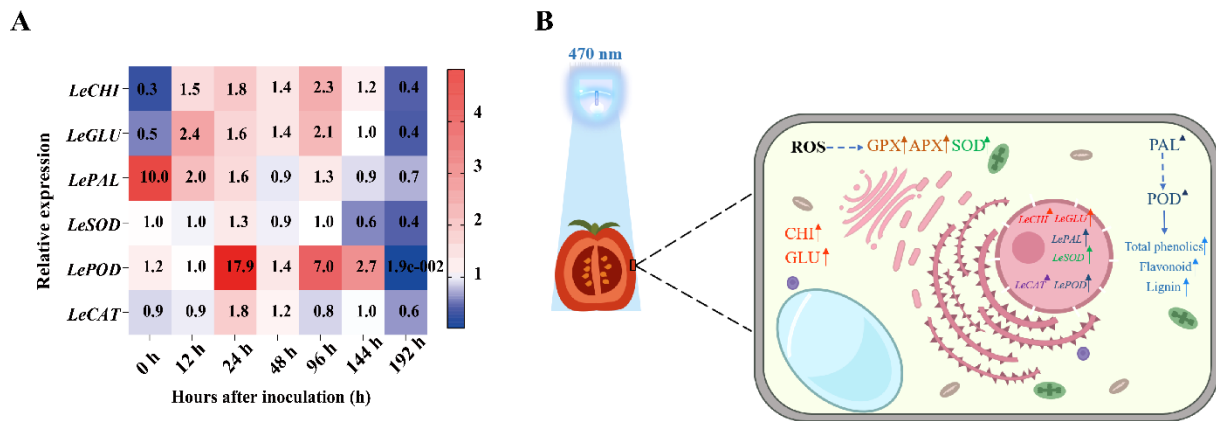 A
Relative expression
LeCHI 0.3 1.5 1.8 1.4 2.3 1.2 0.4
LeGLU 0.5 2.4 1.6 1.4 2.1 1.0 0.4
LePAL 10.0 2.0 1.6 0.9 1.3 0.9 0.7
LeSOD 1.0 1.0 1.3 0.9 1.0 0.6 0.4
LePOD 1.2 1.0 17.9 1.4 7.0 2.7 1.9e-002
LeCAT 0.9 0.9 1.8 1.2 0.8 1.0 0.6
0 h 12 h 24 h 48 h 96 h 144 h 192 h
Hours after inoculation (h)
4
3
2
1
B
470 nm
ROS GPX APX SOD
CHI
GLU
LeCHI LeGLU
LePAL
LeSOD
LeCAT LePOD
PAL
POD
Total phenolics
Flavonoid
Lignin